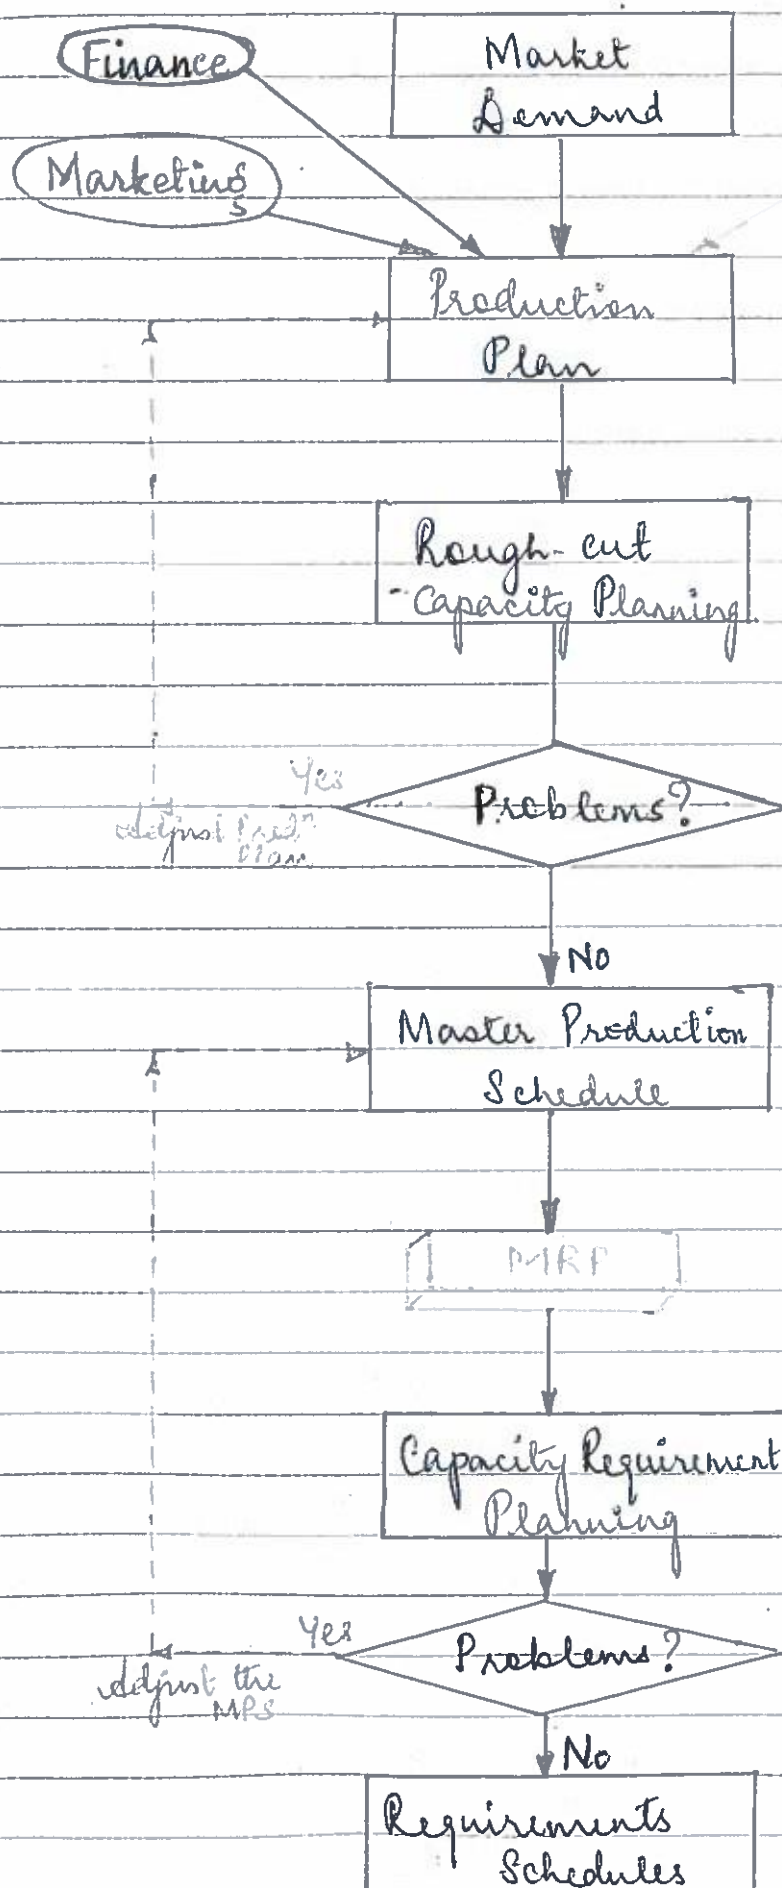 Finance
Market
Demand
Marketing
Production
Plan
Rough-cut
Capacity Planning
Yes
Problems?
Adjust Prodⁿ
Plan
No
Master Production
Schedule
MRP
Capacity Requirement
Planning
Yes
Problems?
Adjust the
MPS
No
Requirements
Schedules